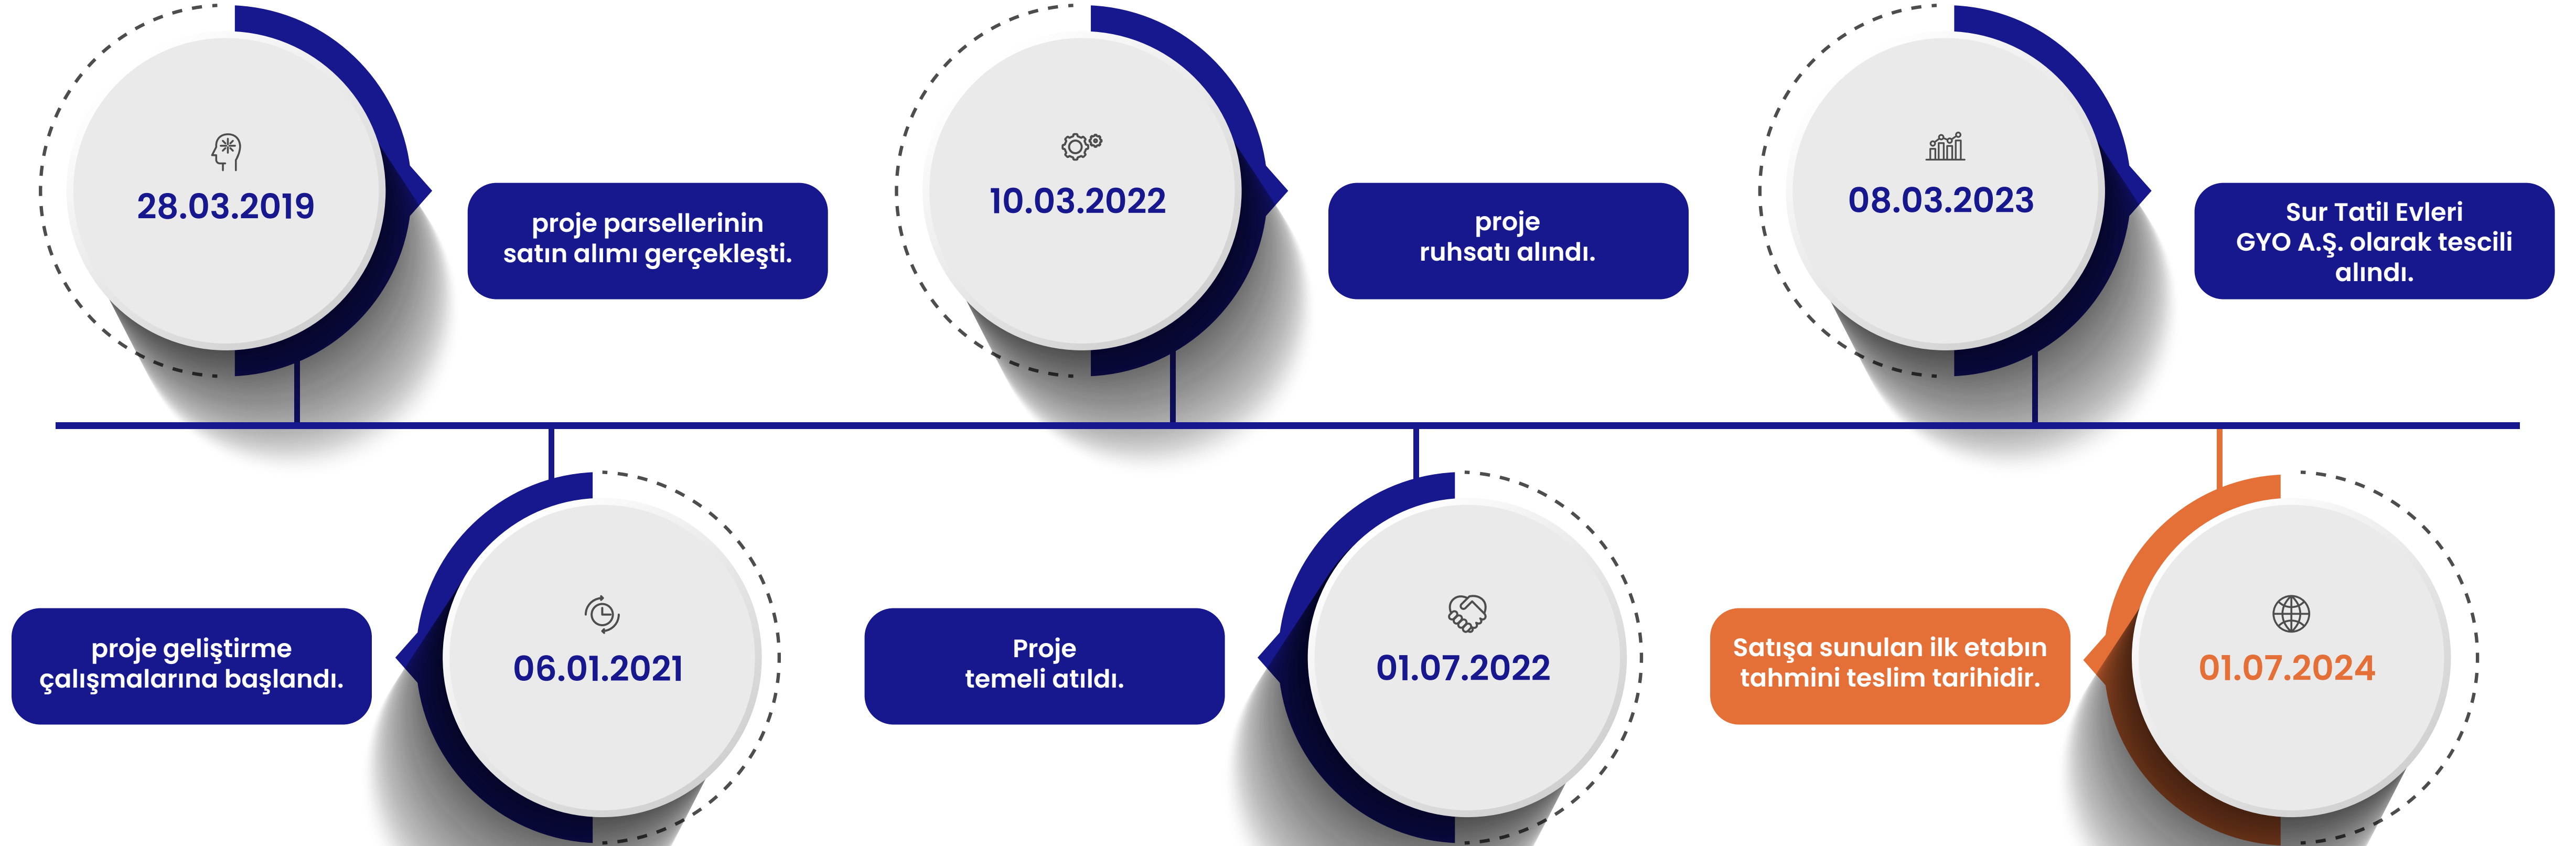 28.03.2019
proje parsellerinin
satın alımı gerçekleşti.
10.03.2022
proje
ruhsatı alındı.
08.03.2023
Sur Tatil Evleri
GYO A.Ş. olarak tescili
alındı.
proje geliştirme
çalışmalarına başlandı.
06.01.2021
Proje
temeli atıldı.
01.07.2022
Satışa sunulan ilk etabın
tahmini teslim tarihidir.
01.07.2024